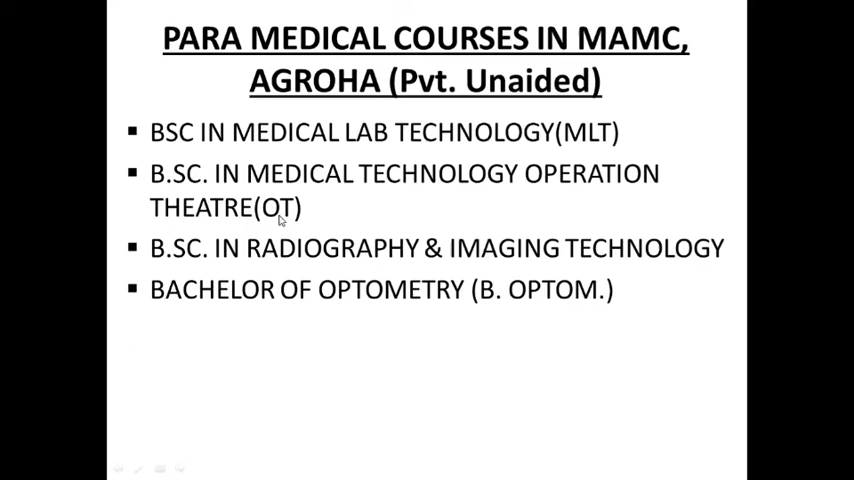 PARA MEDICAL COURSES IN MAMC,
AGROHA (Pvt. Unaided)
▪ BSC IN MEDICAL LAB TECHNOLOGY(MLT)
▪ B.SC. IN MEDICAL TECHNOLOGY OPERATION
THEATRE(OT)
▪ B.SC. IN RADIOGRAPHY & IMAGING TECHNOLOGY
▪ BACHELOR OF OPTOMETRY (B. OPTOM.)